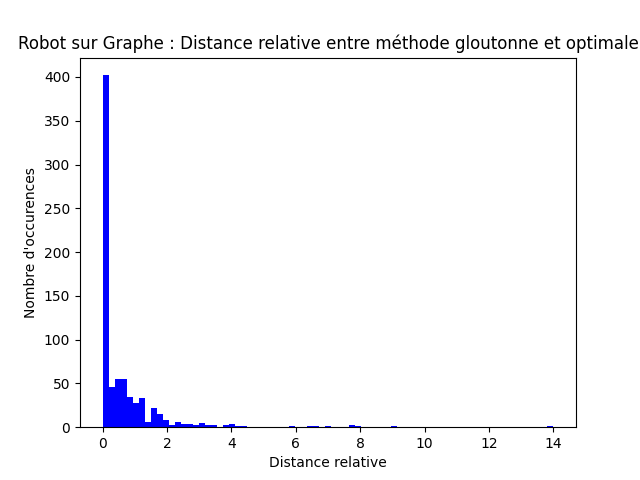 Robot sur Graphe : Distance relative entre méthode gloutonne et optimale
400
350
300
250
200
150
100
50
0
Nombre d'occurences
0 2 4 6 8 10 12 14
Distance relative